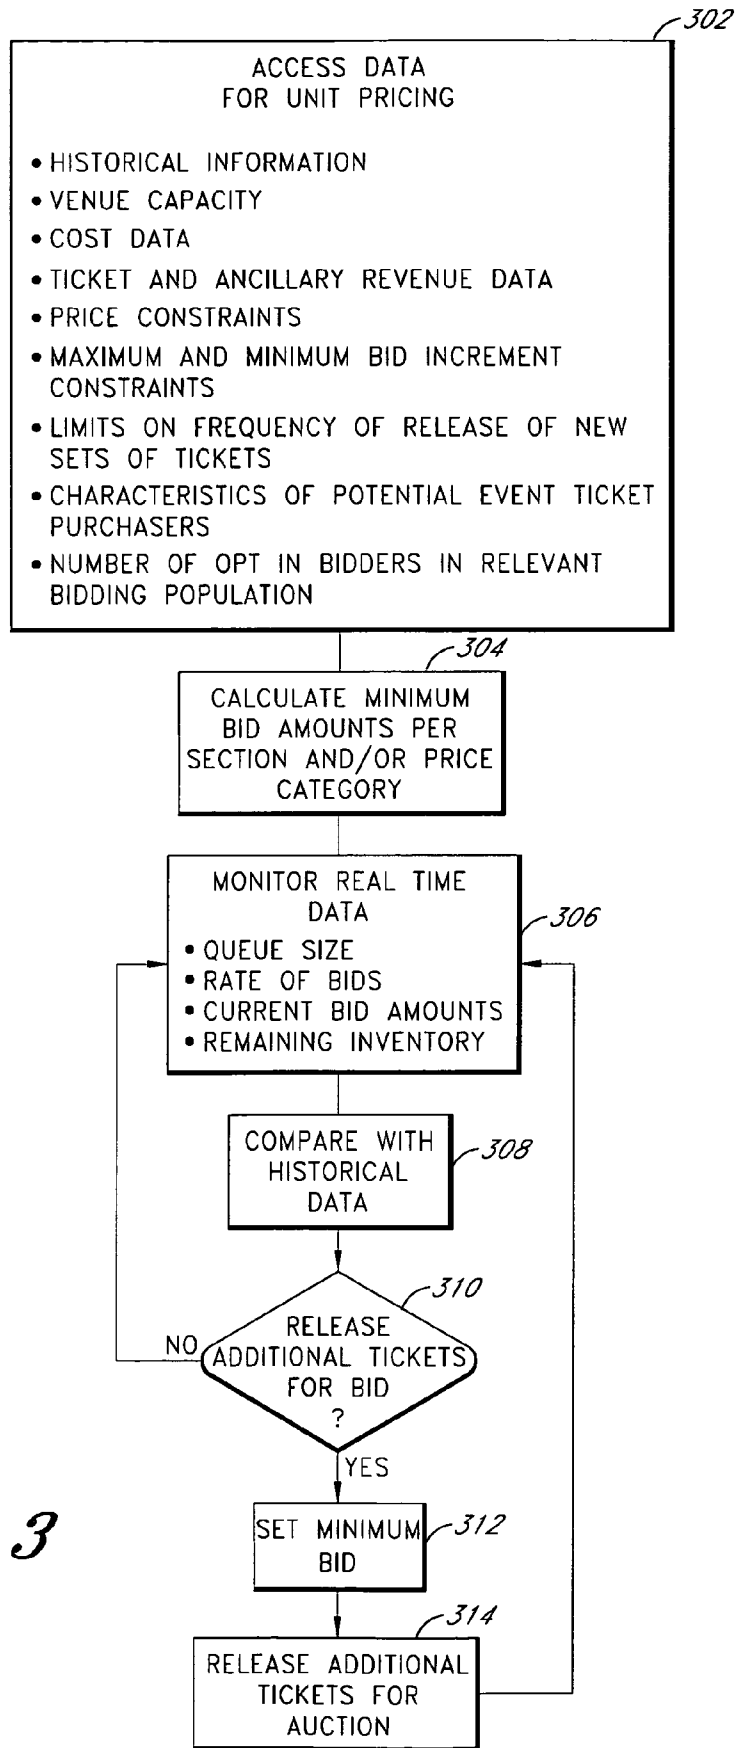 302
ACCESS DATA
FOR UNIT PRICING
• HISTORICAL INFORMATION
• VENUE CAPACITY
• COST DATA
• TICKET AND ANCILLARY REVENUE DATA
• PRICE CONSTRAINTS
• MAXIMUM AND MINIMUM BID INCREMENT
CONSTRAINTS
• LIMITS ON FREQUENCY OF RELEASE OF NEW
SETS OF TICKETS
• CHARACTERISTICS OF POTENTIAL EVENT TICKET
PURCHASERS
• NUMBER OF OPT IN BIDDERS IN RELEVANT
BIDDING POPULATION
304
CALCULATE MINIMUM
BID AMOUNTS PER
SECTION AND/OR PRICE
CATEGORY
MONITOR REAL TIME
DATA
306
• QUEUE SIZE
• RATE OF BIDS
• CURRENT BID AMOUNTS
• REMAINING INVENTORY
COMPARE WITH
HISTORICAL
DATA
308
310
RELEASE
ADDITIONAL TICKETS
FOR BID
?
NO
YES
3
SET MINIMUM
BID
312
314
RELEASE ADDITIONAL
TICKETS FOR
AUCTION